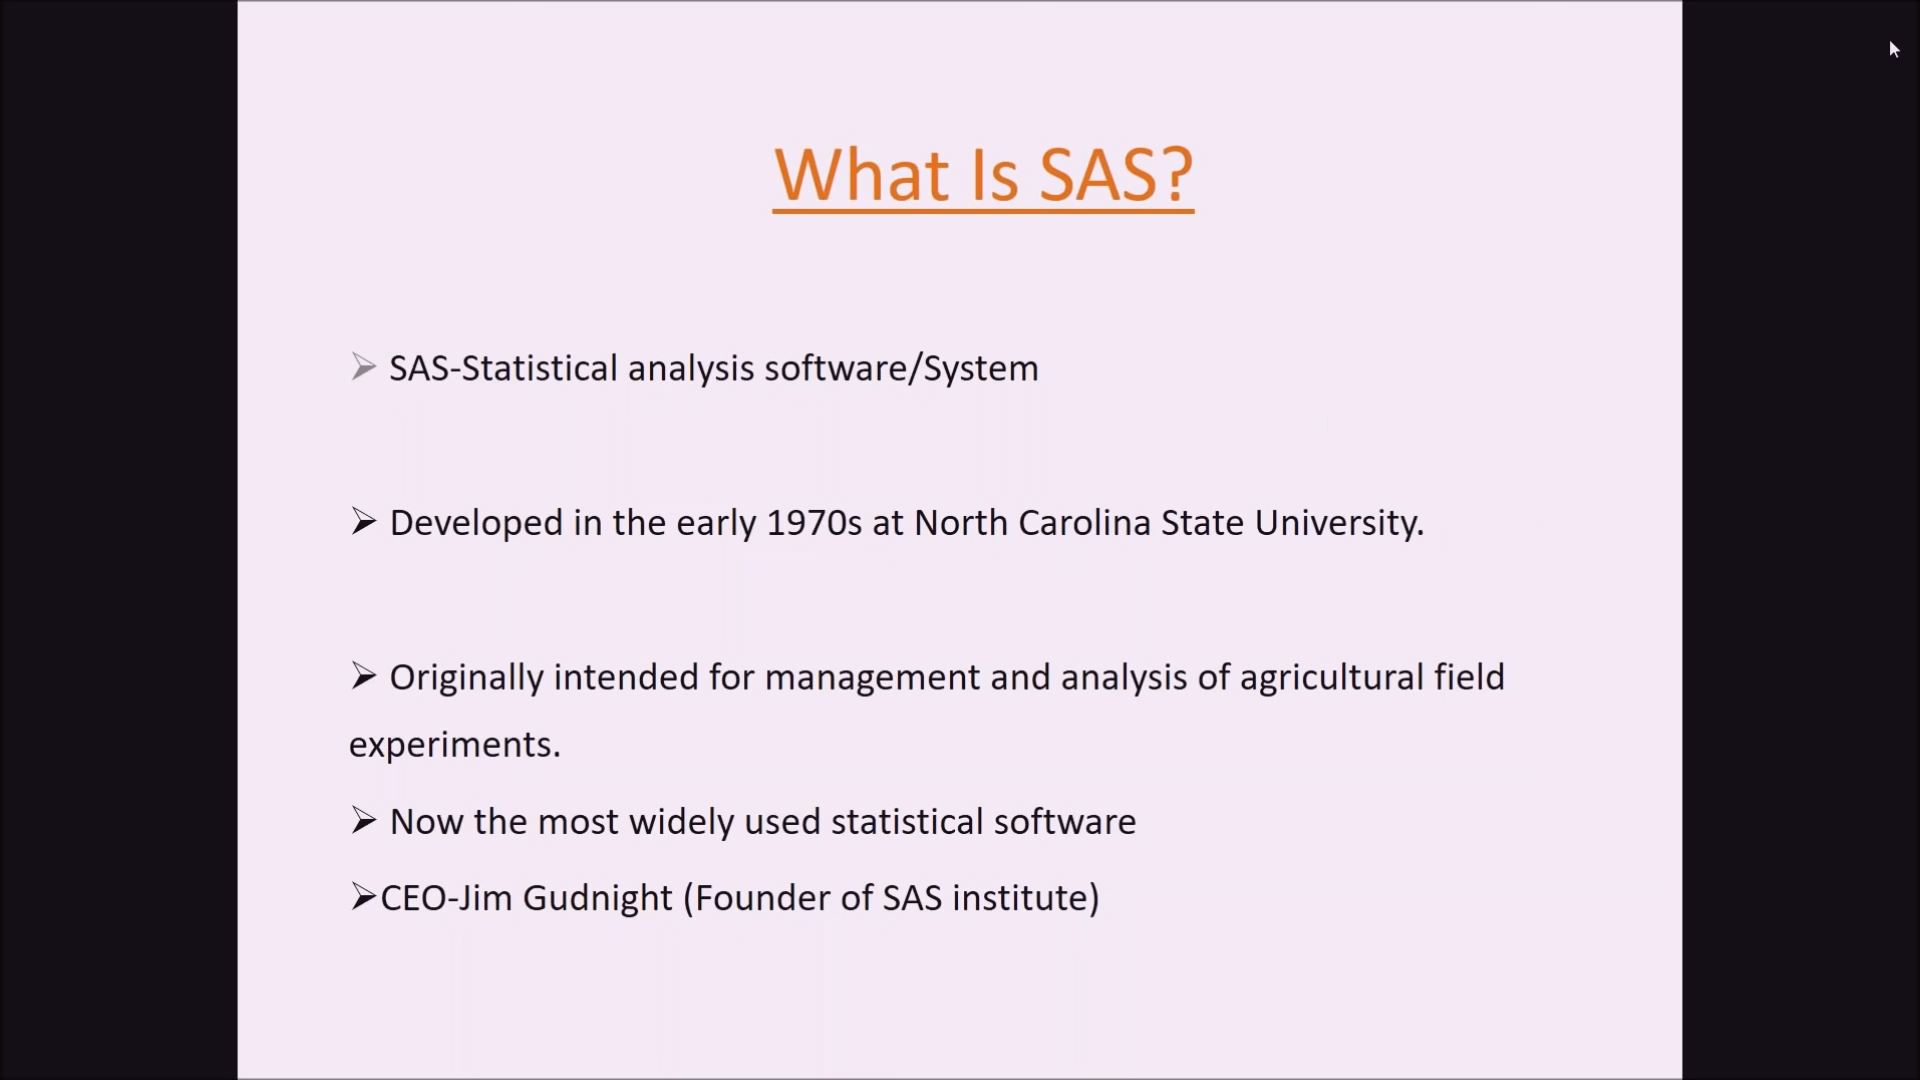 What Is SAS?
➢ SAS-Statistical analysis software/System
➢ Developed in the early 1970s at North Carolina State University.
➢ Originally intended for management and analysis of agricultural field
experiments.
➢ Now the most widely used statistical software
➢CEO-Jim Gudnight (Founder of SAS institute)